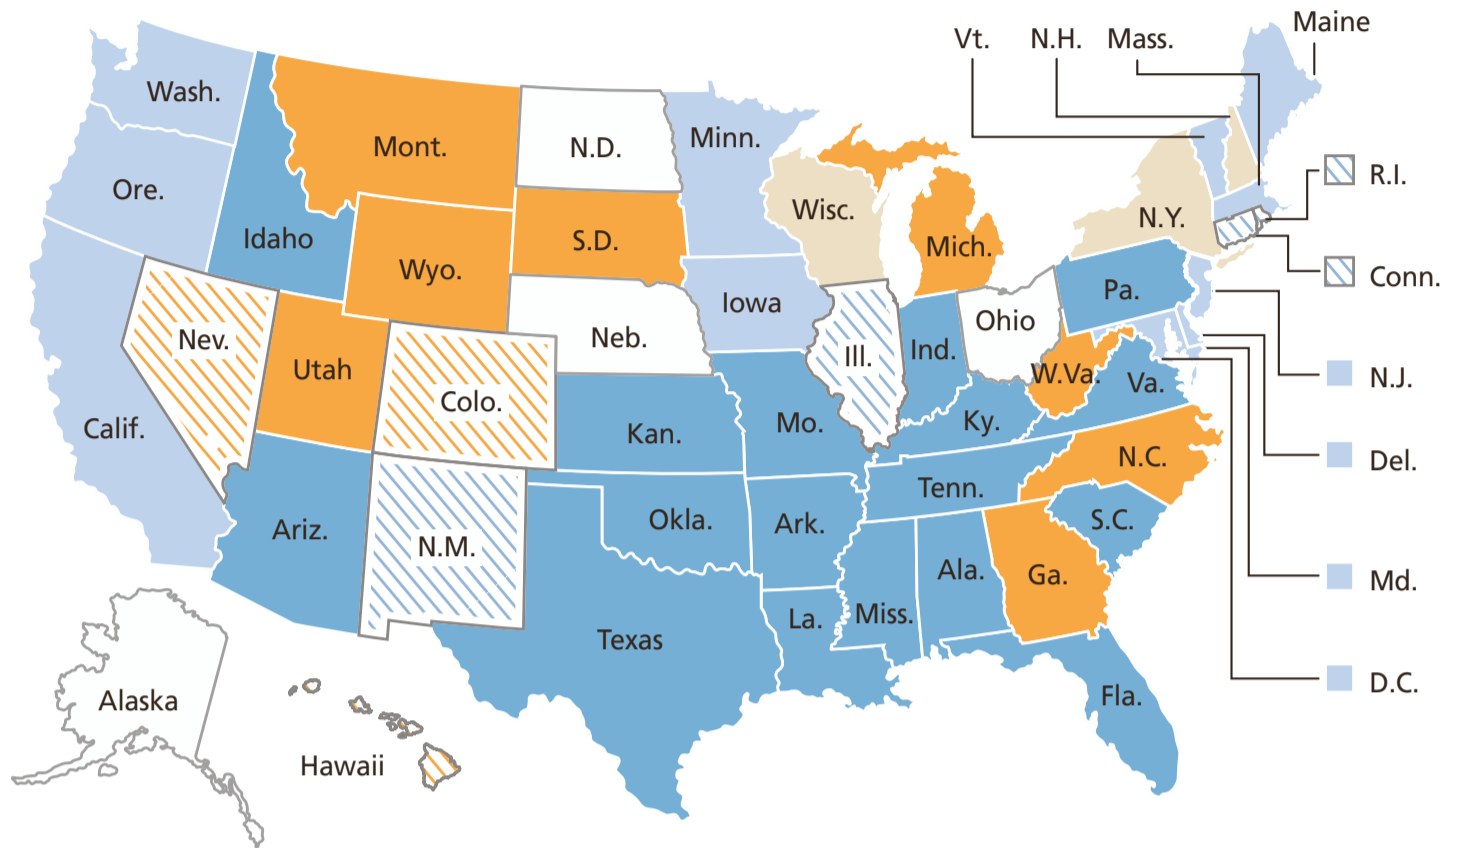 Maine
Vt.
N.H.
Mass.
Wash.
Minn.
Mont.
N.D.
R.I.
Ore.
Wisc.
N.Y.
Idaho
S.D.
Mich.
Wyo.
Conn.
Pa.
Iowa
Ohio
Nev.
Neb.
Ind.
Ill.
Utah
W.Va.
Va.
N.J.
Colo.
Calif.
Kan.
Mo.
Ky.
N.C.
Del.
Tenn.
Ariz.
Okla.
Ark.
S.C.
N.M.
Ala.
Ga.
Md.
La.
Miss.
Texas
Alaska
Fla.
D.C.
Hawaii